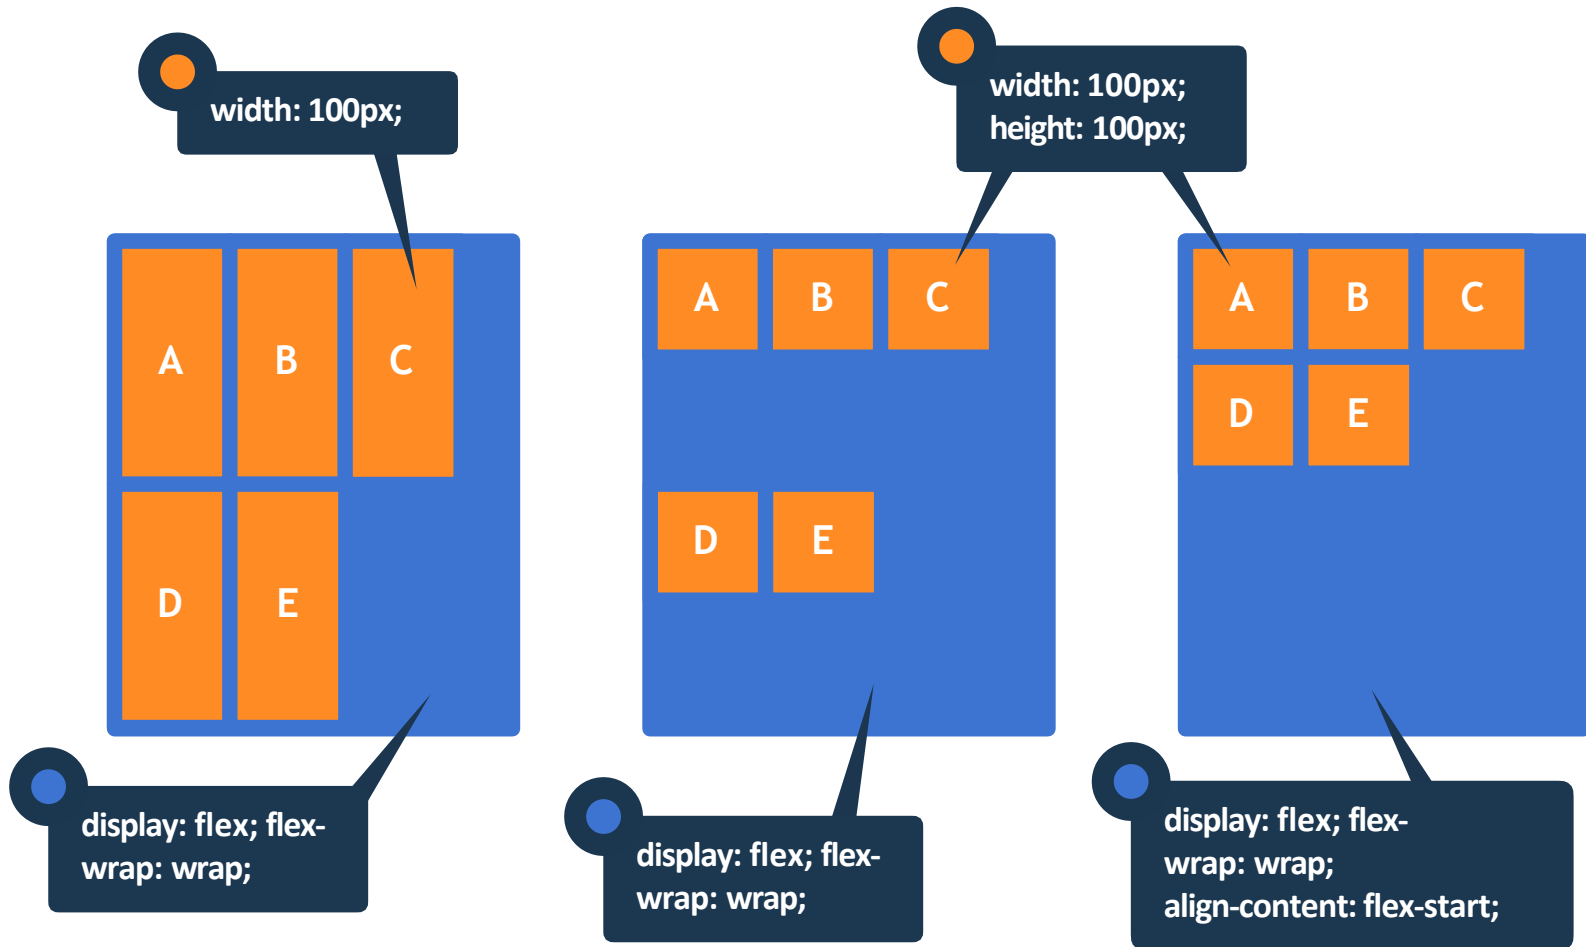 width: 100px;
width: 100px;
height: 100px;
A B C
D E
A B C
D E
A B C
D E
display: flex; flex-
wrap: wrap;
display: flex; flex-
wrap: wrap;
display: flex; flex-
wrap: wrap;
align-content: flex-start;